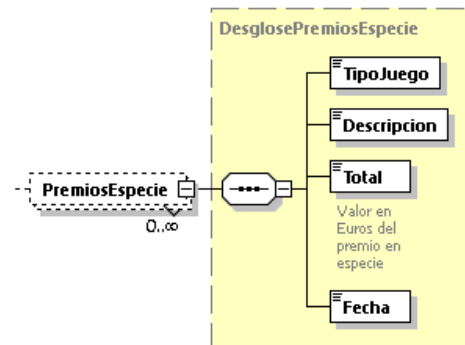 DesglosePremiosEspecie
TipoJuego
Descripcion
PremiosEspecie
0..∞
Total
Valor en
Euros del
premio en
especie
Fecha